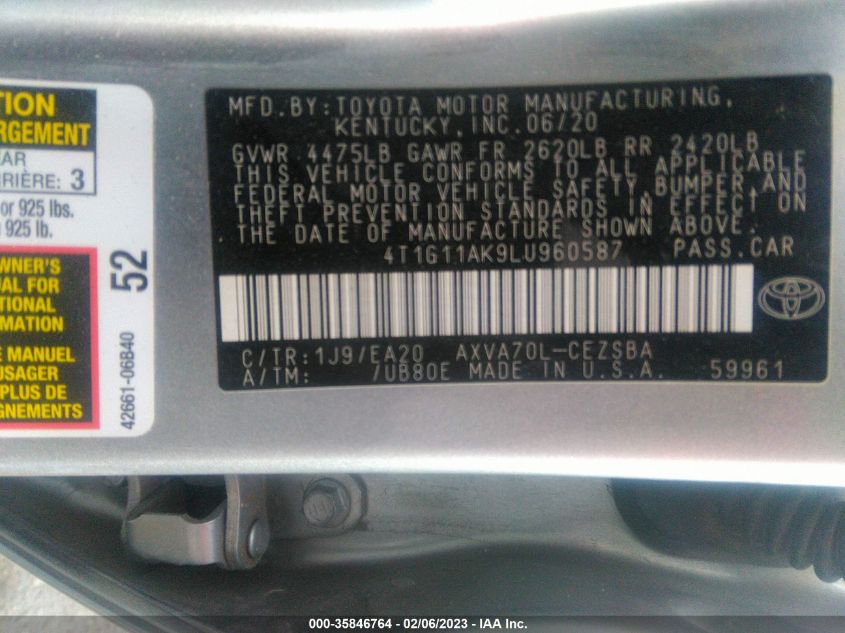 TION
RGEMENT
AR
RIÈRE: 3
or 925 lbs.
925 lb.
WNER'S
UAL FOR
TIONAL
RMATION
E MANUEL
USAGER
PLUS DE
GNEMENTS
52
42661-06B40
MFD.BY:TOYOTA MOTOR MANUFACTURING,
KENTUCKY,INC.06/20
GVWR 4475LB GAWR FR 2620LB RR 2420LB
THIS VEHICLE CONFORMS TO ALL APPLICABLE
FEDERAL MOTOR VEHICLE SAFETY,BUMPER,AND
THEFT PREVENTION STANDARDS IN EFFECT ON
THE DATE OF MANUFACTURE SHOWN ABOVE.
4T1G11AK9LU960587 PASS.CAR
C/TR:1J9/EA20 AXVA70L-CEZSBA
A/TM: /UB80E MADE IN U.S.A. 59961
000-35846764 - 02/06/2023 - IAA Inc.